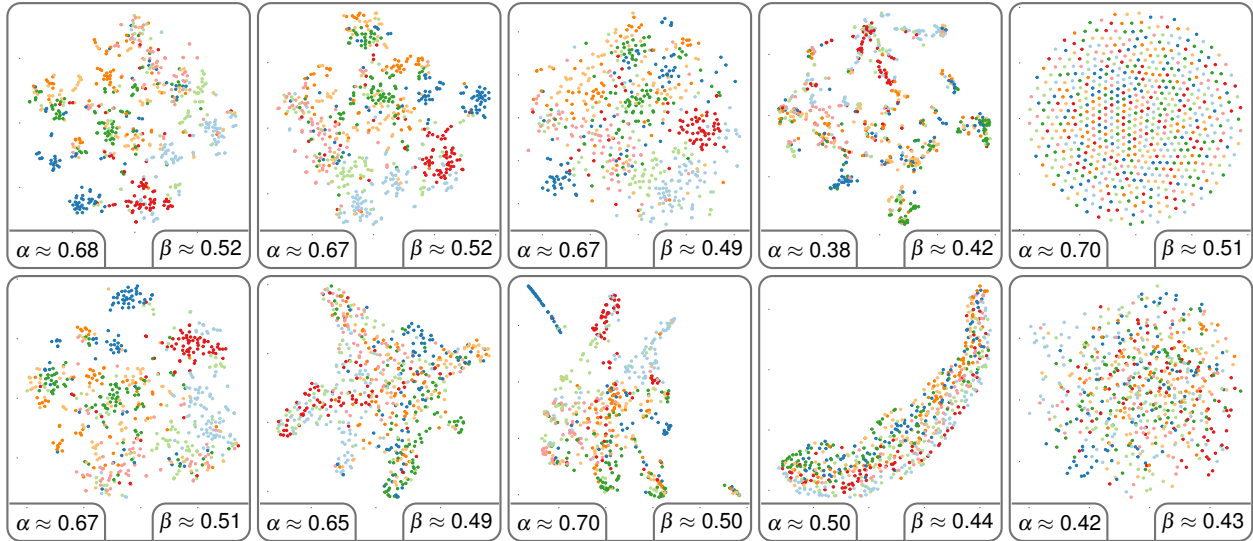 α ≈ 0.68 β ≈ 0.52 α ≈ 0.67 β ≈ 0.52 α ≈ 0.67 β ≈ 0.49 α ≈ 0.38 β ≈ 0.42 α ≈ 0.70 β ≈ 0.51
α ≈ 0.67 β ≈ 0.51 α ≈ 0.65 β ≈ 0.49 α ≈ 0.70 β ≈ 0.50 α ≈ 0.50 β ≈ 0.44 α ≈ 0.42 β ≈ 0.43